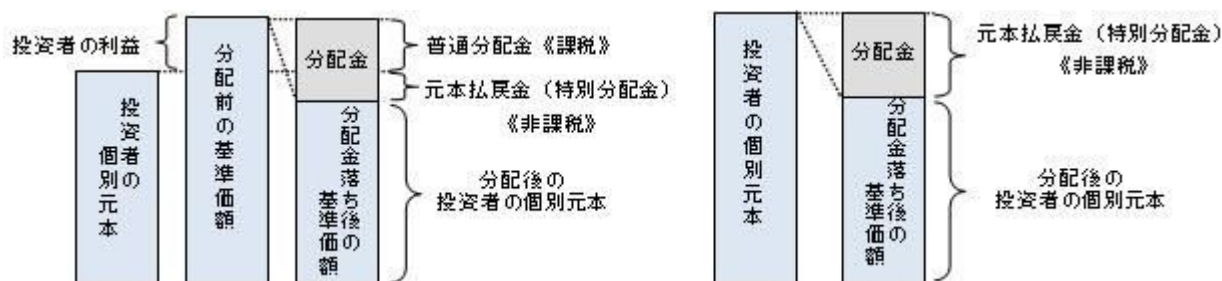 投資者の利益
投資者の
個別元本
分配前の基準価額
分配金
分配金落ち後の
基準価額
普通分配金《課税》
元本払戻金（特別分配金）
《非課税》
分配後の
投資者の個別元本
投資者の個別元本
分配金
分配金落ち後の
基準価額
元本払戻金（特別分配金）
《非課税》
分配後の
投資者の個別元本